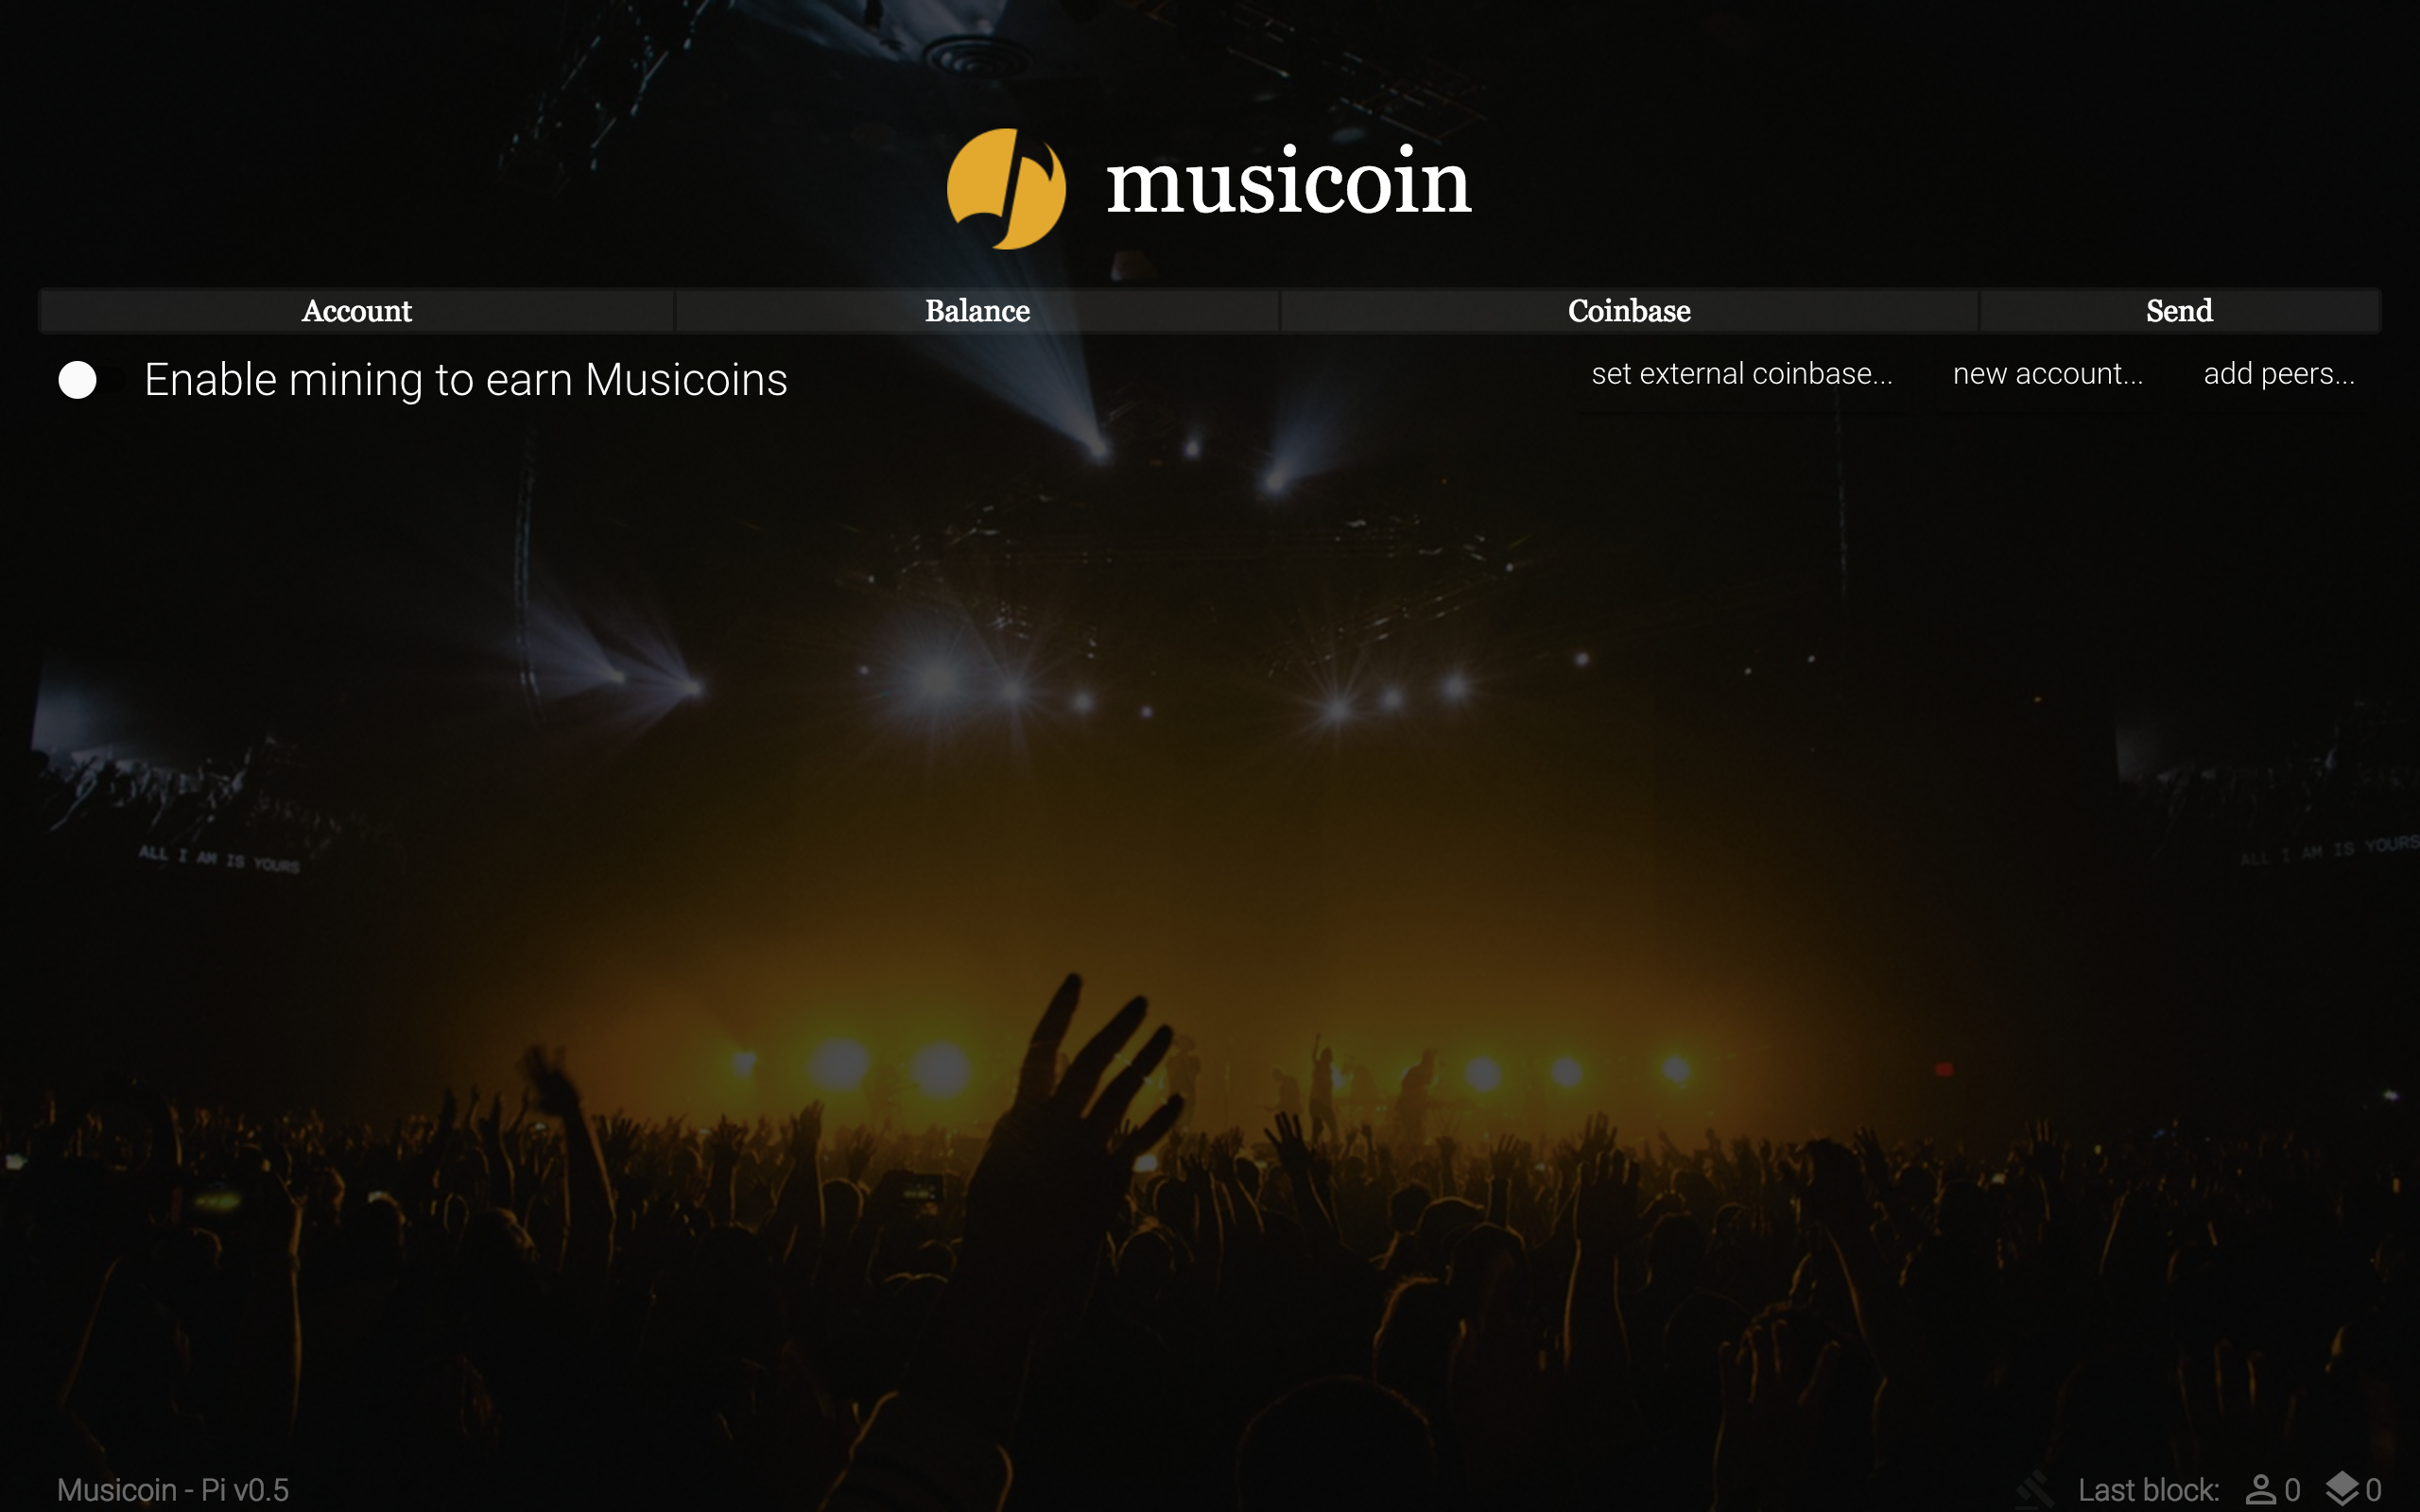 musicoin
Account Balance Coinbase Send
Enable mining to earn Musicoins set external coinbase... new account... add peers...
ALL I AM IS YOURS ALL I AM IS YOURS
Musicoin - Pi v0.5 Last block: 0 0